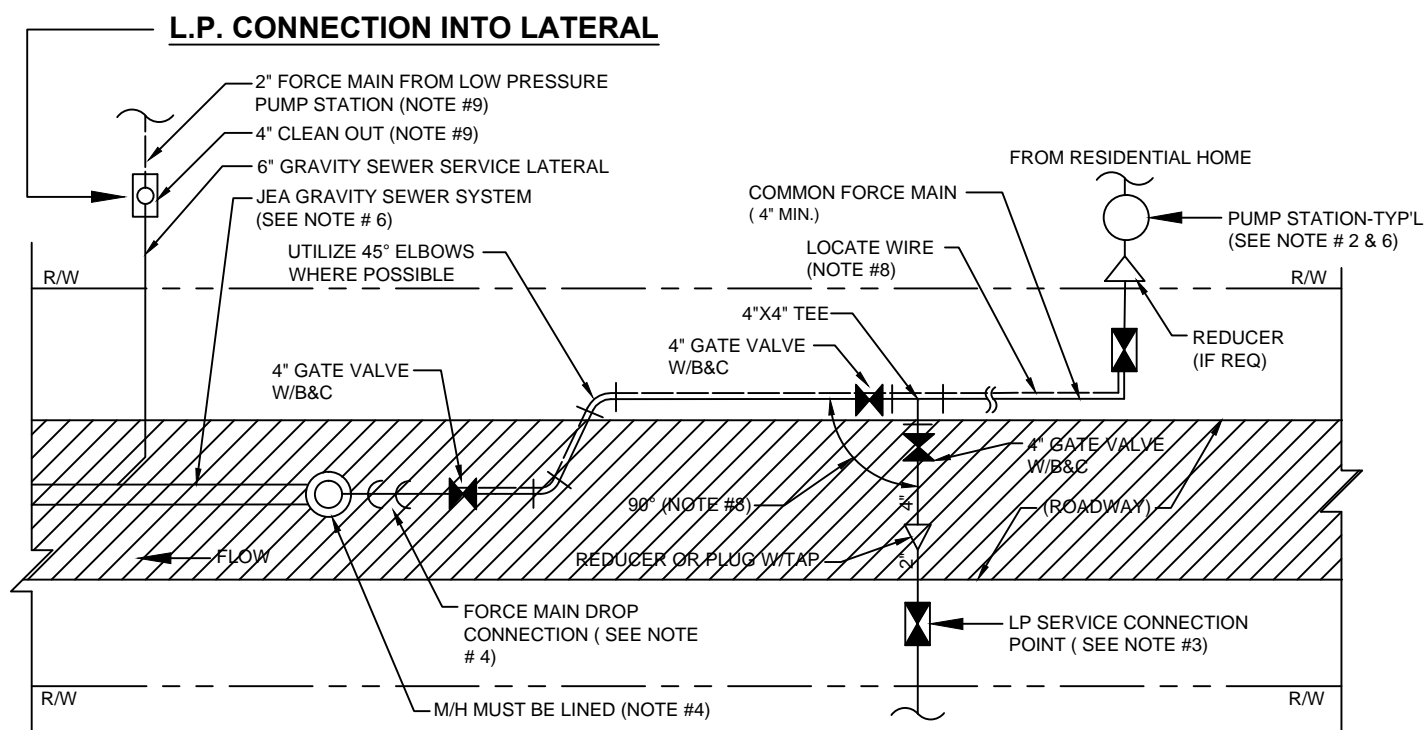 L.P. CONNECTION INTO LATERAL
2" FORCE MAIN FROM LOW PRESSURE
PUMP STATION (NOTE #9)
4" CLEAN OUT (NOTE #9)
6" GRAVITY SEWER SERVICE LATERAL
JEA GRAVITY SEWER SYSTEM
(SEE NOTE # 6)
UTILIZE 45° ELBOWS
WHERE POSSIBLE
FROM RESIDENTIAL HOME
COMMON FORCE MAIN
( 4" MIN.)
LOCATE WIRE
(NOTE #8)
PUMP STATION-TYP'L
(SEE NOTE # 2 & 6)
R/W
R/W
4"X4" TEE
4" GATE VALVE
W/B&C
REDUCER
(IF REQ)
4" GATE VALVE
W/B&C
4" GATE VALVE
W/B&C
90° (NOTE #8)
4"
(ROADWAY)
FLOW
REDUCER OR PLUG W/TAP
2"
FORCE MAIN DROP
CONNECTION ( SEE NOTE
# 4)
LP SERVICE CONNECTION
POINT ( SEE NOTE #3)
R/W
R/W
M/H MUST BE LINED (NOTE #4)